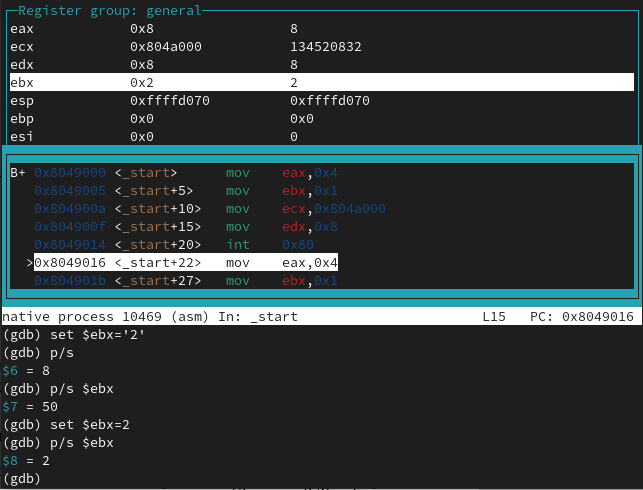 Register group: general
eax 0x8 8
ecx 0x804a000 134520832
edx 0x8 8
ebx 0x2 2
esp 0xffffd070 0xffffd070
ebp 0x0 0x0
esi 0x0 0
B+ 0x8049000 <_start> mov eax,0x4
0x8049005 <_start+5> mov ebx,0x1
0x804900a <_start+10> mov ecx,0x804a000
0x804900f <_start+15> mov edx,0x8
0x8049014 <_start+20> int 0x80
>0x8049016 <_start+22> mov eax,0x4
0x804901b <_start+27> mov ebx,0x1
native process 10469 (asm) In: _start L15 PC: 0x8049016
(gdb) set $ebx='2'
(gdb) p/s
$6 = 8
(gdb) p/s $ebx
$7 = 50
(gdb) set $ebx=2
(gdb) p/s $ebx
$8 = 2
(gdb)